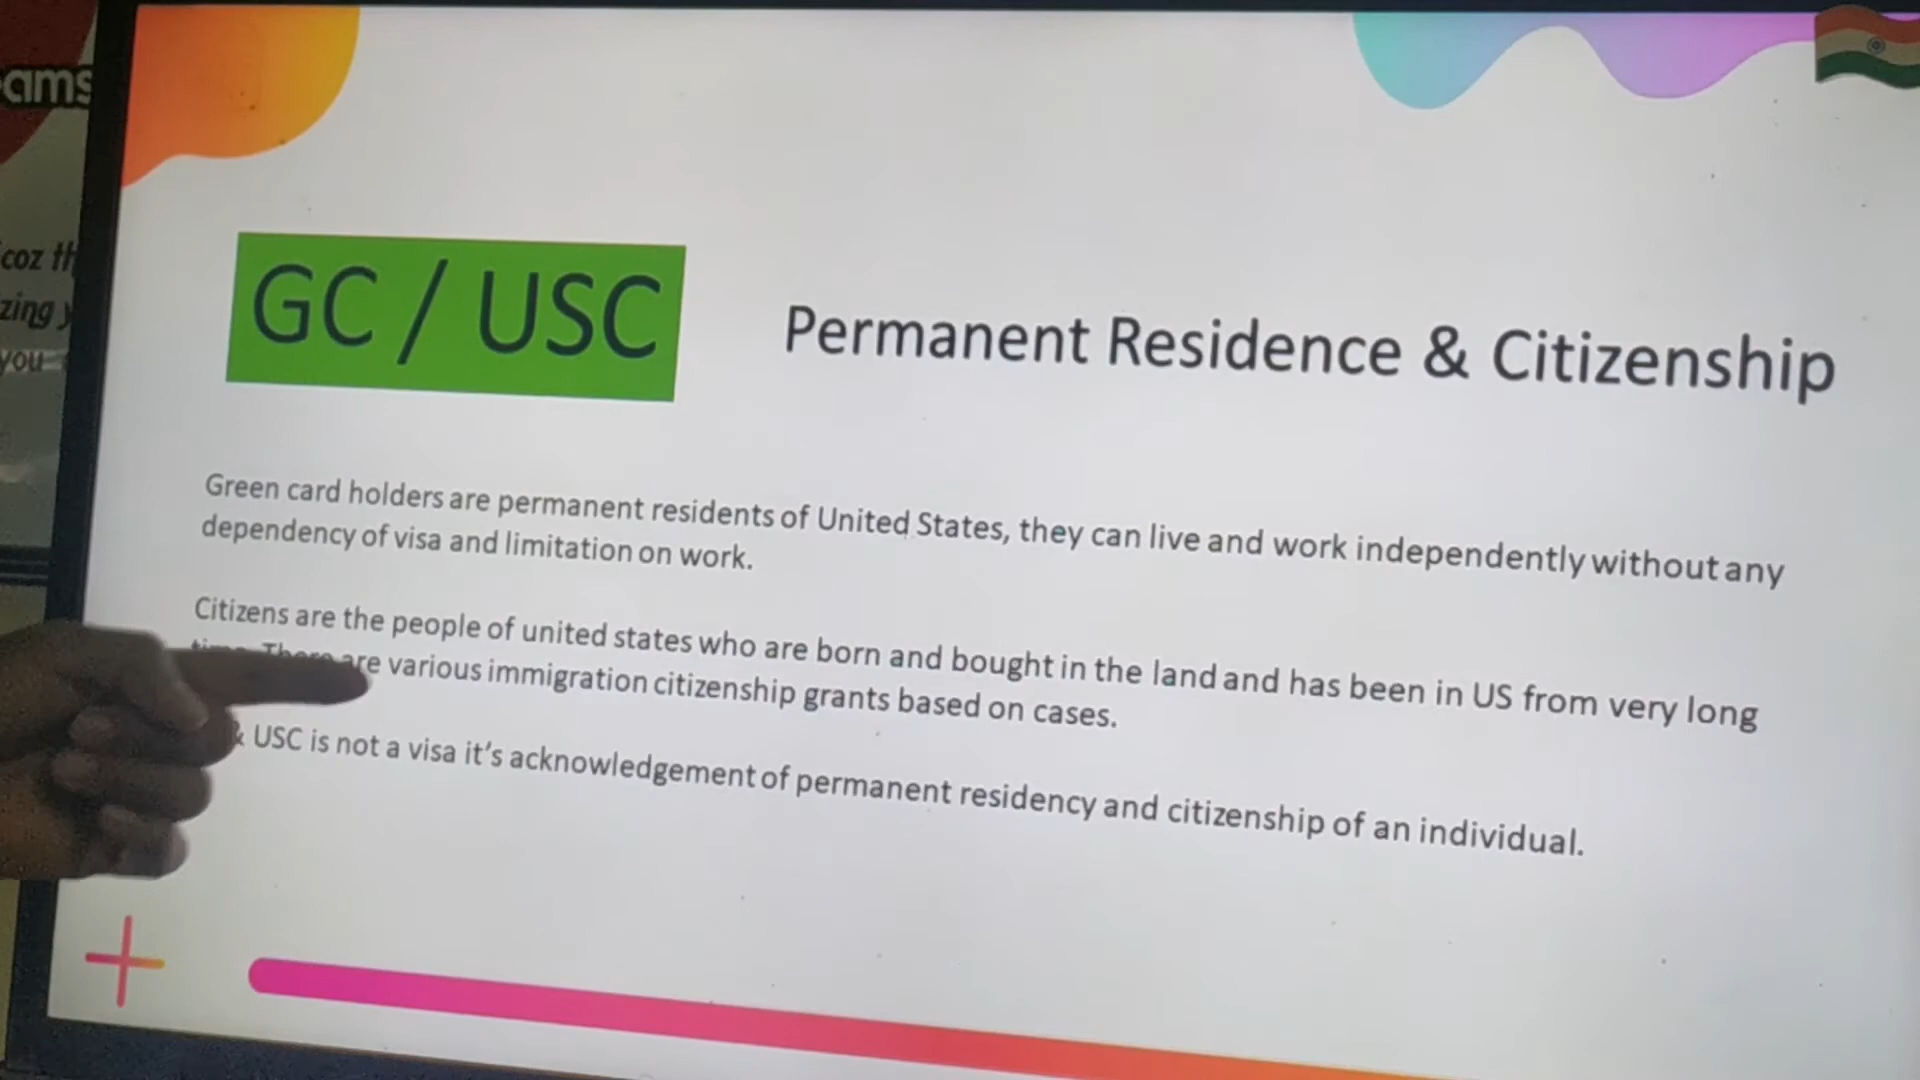 ams
coz th
zing y
you
GC / USC
Permanent Residence & Citizenship
Green card holders are permanent residents of United States, they can live and work independently without any
dependency of visa and limitation on work.
Citizens are the people of united states who are born and bought in the land and has been in US from very long
time. There are various immigration citizenship grants based on cases.
& USC is not a visa it's acknowledgement of permanent residency and citizenship of an individual.